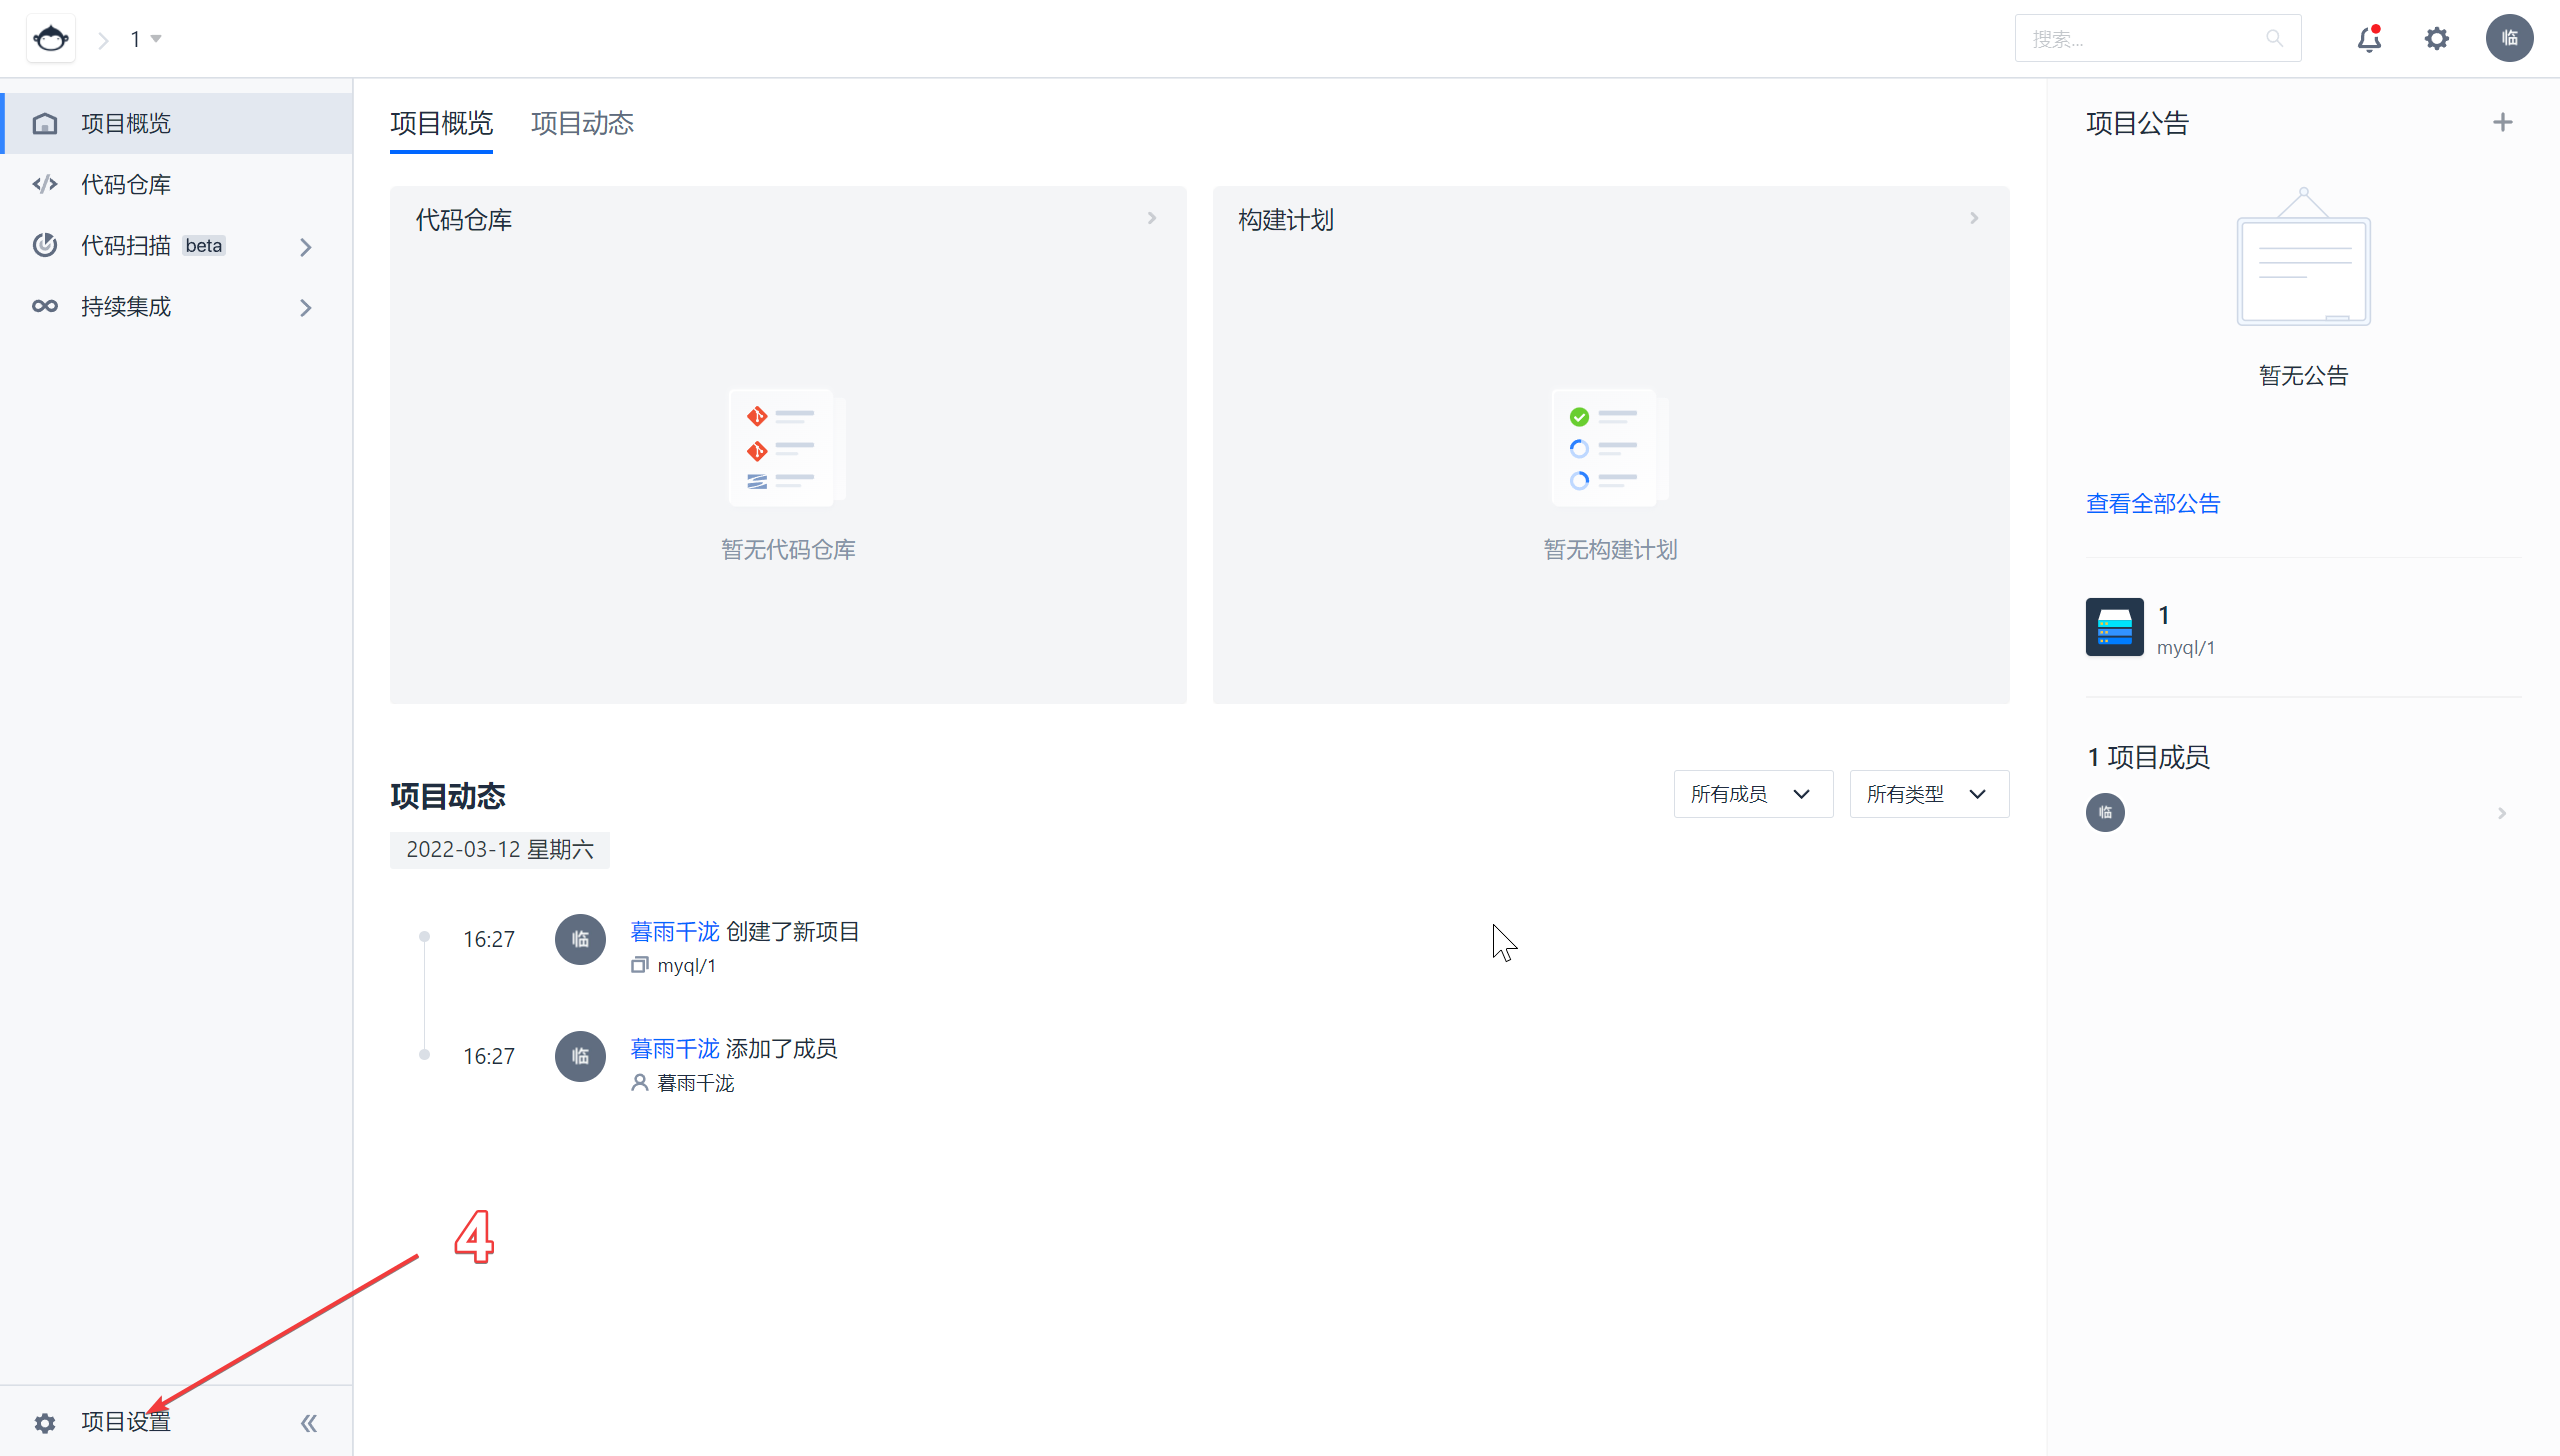 1
搜索...
临
项目概览
代码仓库
代码扫描 beta
持续集成
项目设置
项目概览 项目动态
代码仓库
暂无代码仓库
构建计划
暂无构建计划
项目动态
所有成员
所有类型
2022-03-12 星期六
16:27 临 暮雨千泷 创建了新项目
myql/1
16:27 临 暮雨千泷 添加了成员
暮雨千泷
4
项目公告
暂无公告
查看全部公告
1
myql/1
1 项目成员
临